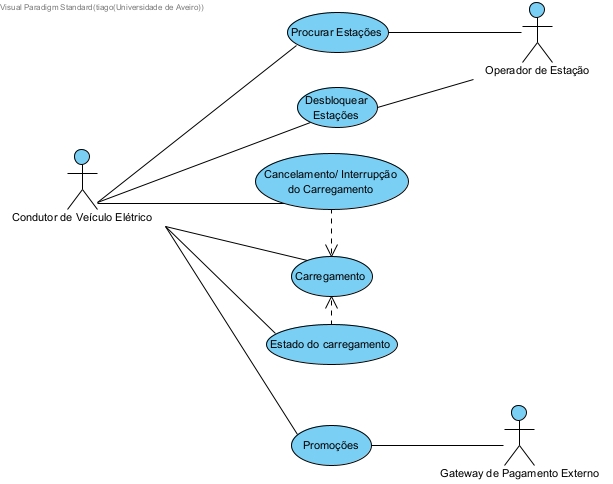 Visual Paradigm Standard(tiago(Universidade de Aveiro))
Procurar Estações
Operador de Estação
Desbloquear
Estações
Cancelamento/ Interrupção
do Carregamento
Condutor de Veículo Elétrico
Carregamento
Estado do carregamento
Promoções
Gateway de Pagamento Externo